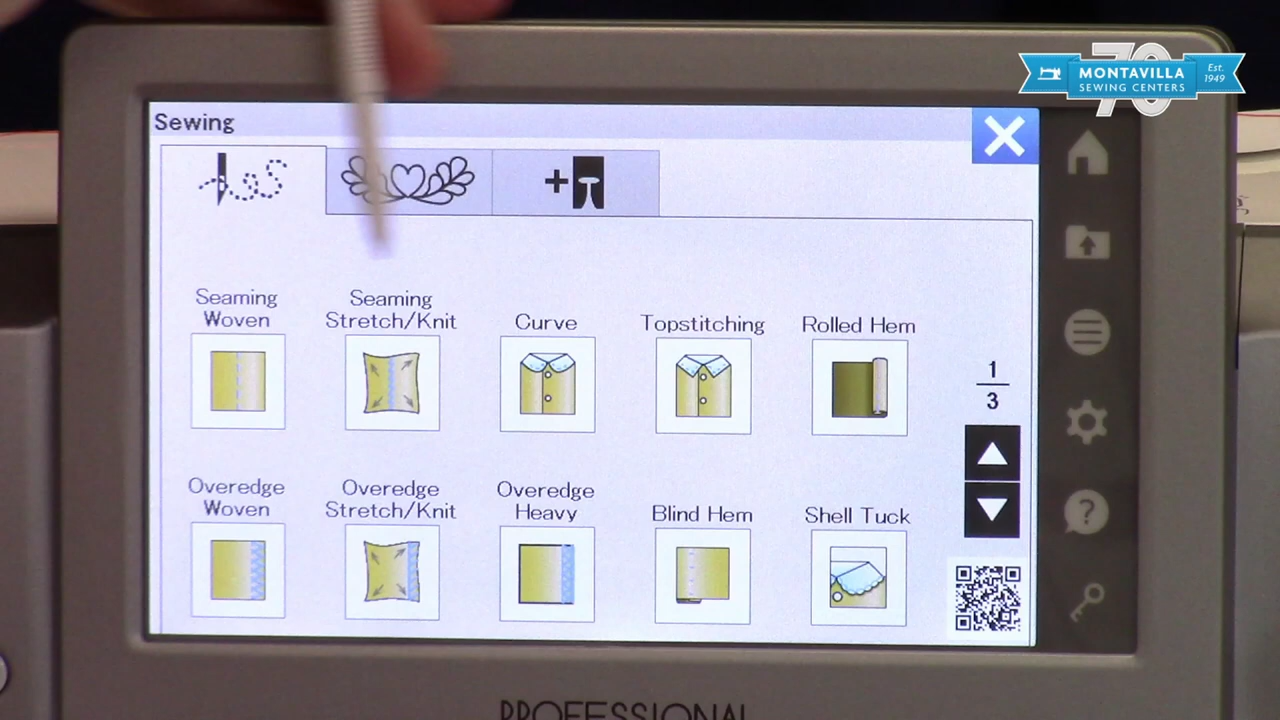 70
MONTAVILLA
SEWING CENTERS
Est.
1949
Sewing
+
Seaming
Woven
Seaming
Stretch/Knit
Curve
Topstitching
Rolled Hem
1
3
Overedge
Woven
Overedge
Stretch/Knit
Overedge
Heavy
Blind Hem
Shell Tuck
?
PROFESSIONAL